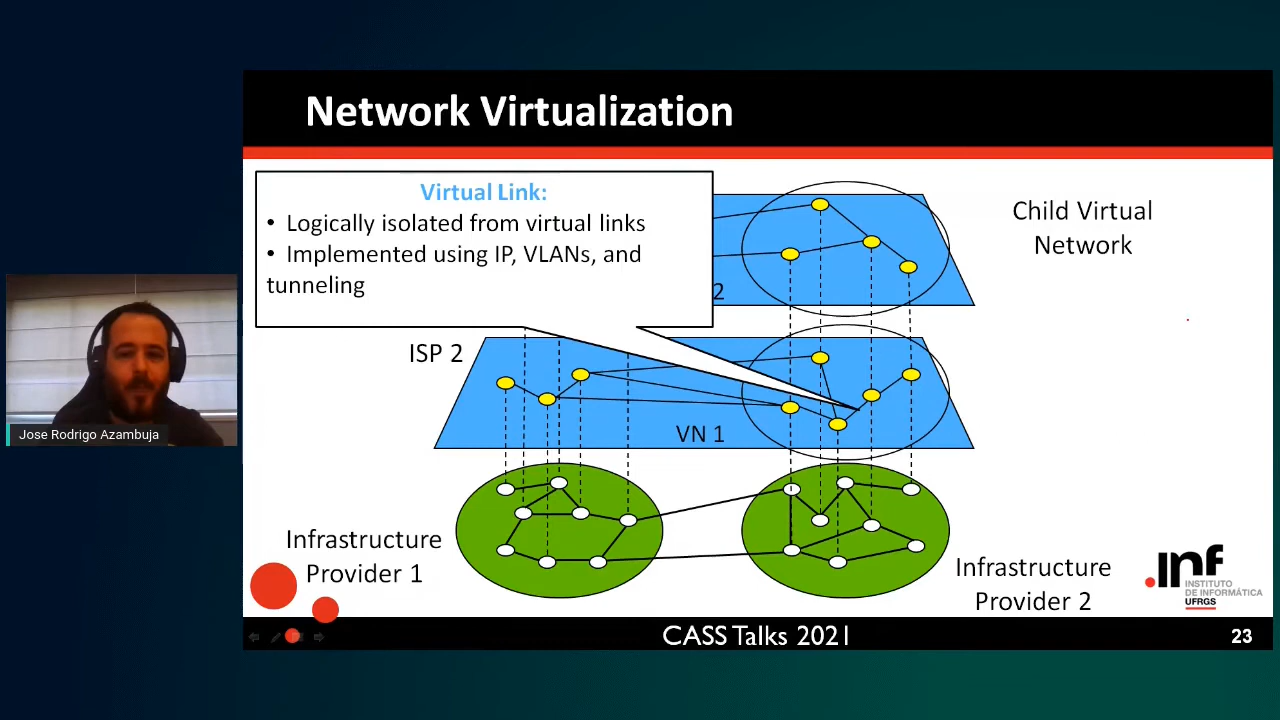 Network Virtualization
Virtual Link:
• Logically isolated from virtual links
• Implemented using IP, VLANs, and
tunneling
Child Virtual
Network
2
ISP 2
VN 1
Jose Rodrigo Azambuja
Infrastructure
Provider 1
Infrastructure
Provider 2
.inf
INSTITUTO
DE INFORMÁTICA
UFRGS
CASS Talks 2021
23